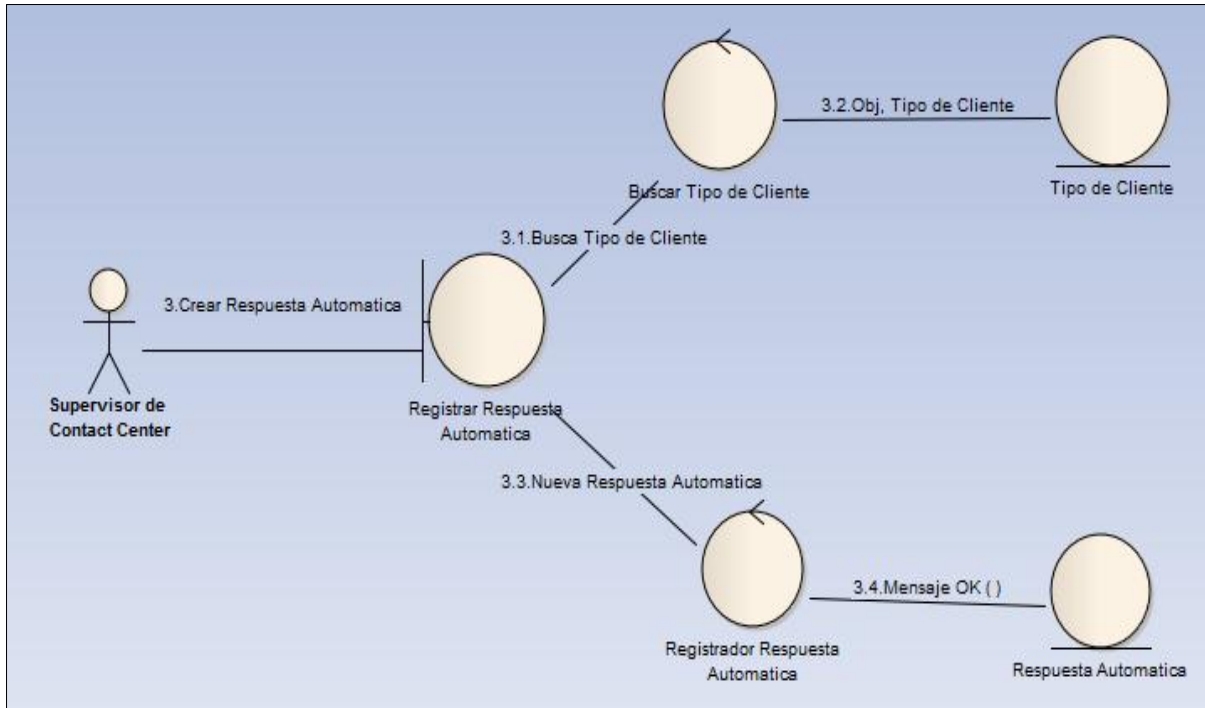 3.2.Obj, Tipo de Cliente
Buscar Tipo de Cliente
Tipo de Cliente
3.1.Busca Tipo de Cliente
3.Crear Respuesta Automatica
Supervisor de
Contact Center
Registrar Respuesta
Automatica
3.3.Nueva Respuesta Automatica
3.4.Mensaje OK ( )
Registrador Respuesta
Automatica
Respuesta Automatica